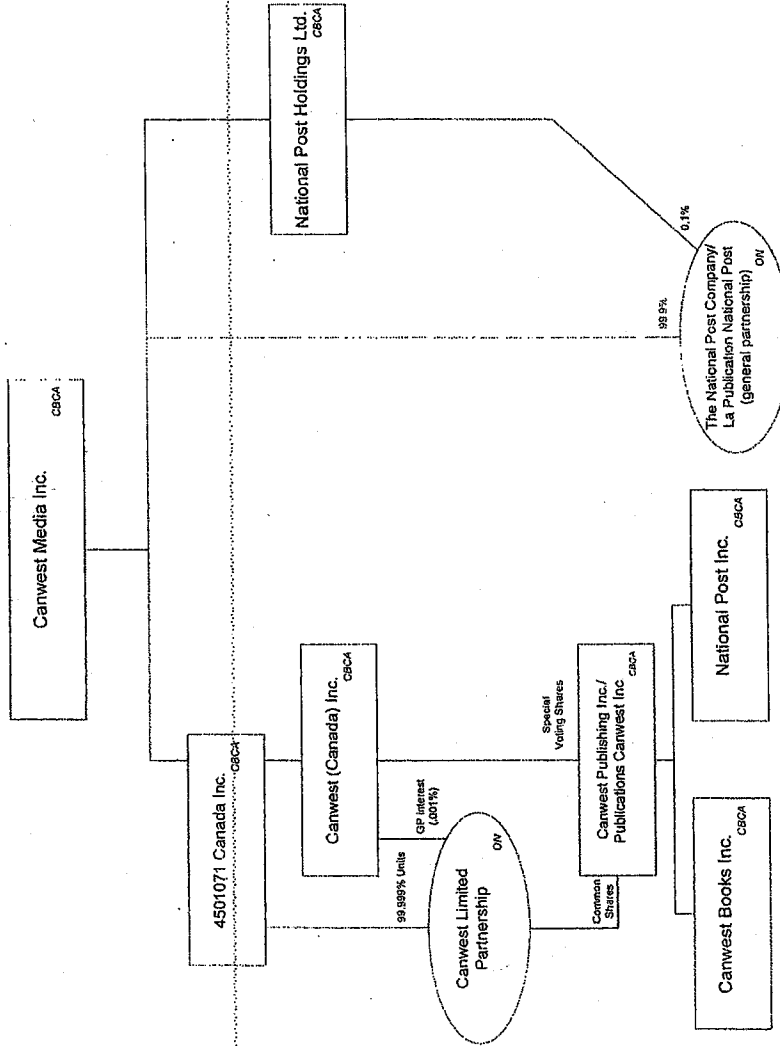 Canwest Media Inc.
CBCA
4501071 Canada Inc.
CBCA
National Post Holdings Ltd.
CBCA
Canwest (Canada) Inc.
CBCA
99.999% Units
GP interest
(.001%)
Canwest Limited
Partnership
ON
Special
Voting Shares
Common
Shares
Canwest Publishing Inc./
Publications Canwest Inc
CBCA
99.9%
0.1%
The National Post Company/
La Publication National Post
(general partnership)
ON
Canwest Books Inc.
CBCA
National Post Inc.
CBCA